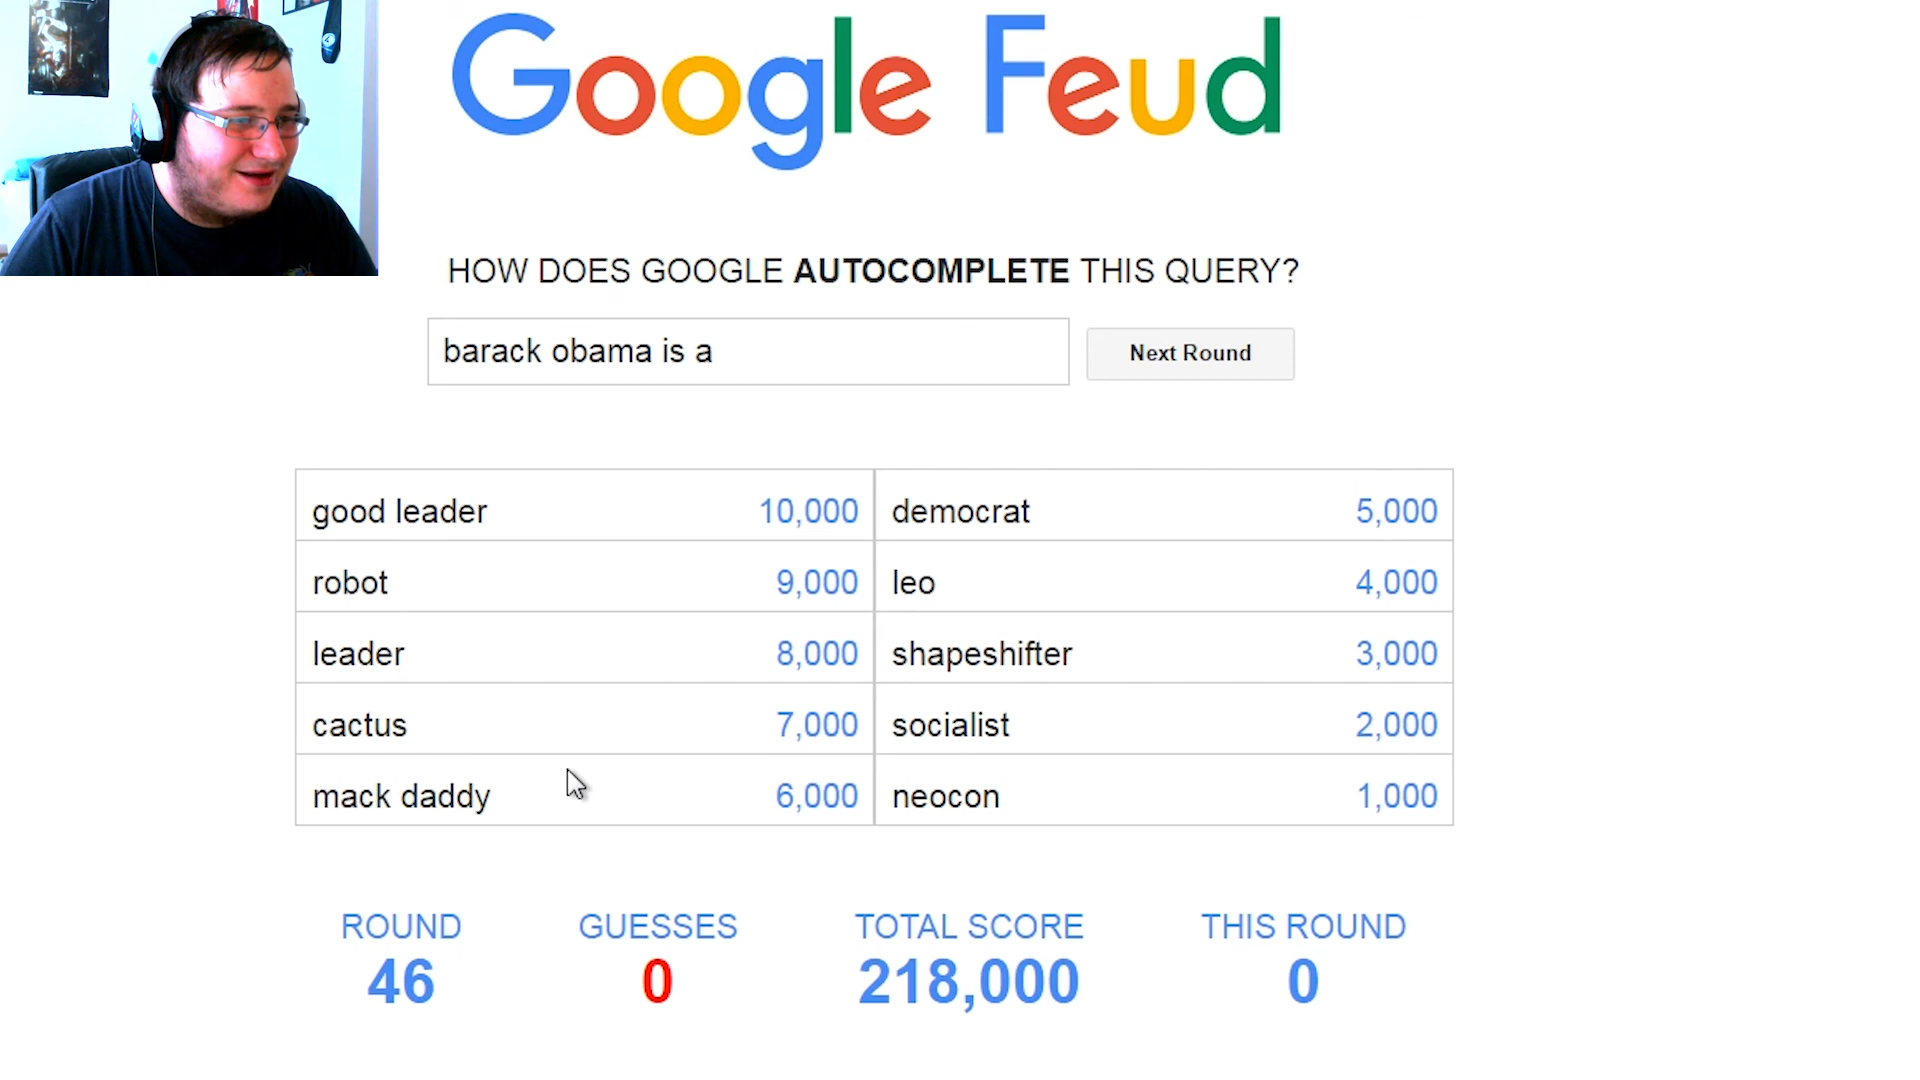 Google Feud
HOW DOES GOOGLE AUTOCOMPLETE THIS QUERY?
barack obama is a
Next Round
good leader 10,000
democrat 5,000
robot 9,000
leo 4,000
leader 8,000
shapeshifter 3,000
cactus 7,000
socialist 2,000
mack daddy 6,000
neocon 1,000
ROUND
GUESSES
TOTAL SCORE
THIS ROUND
46
0
218,000
0